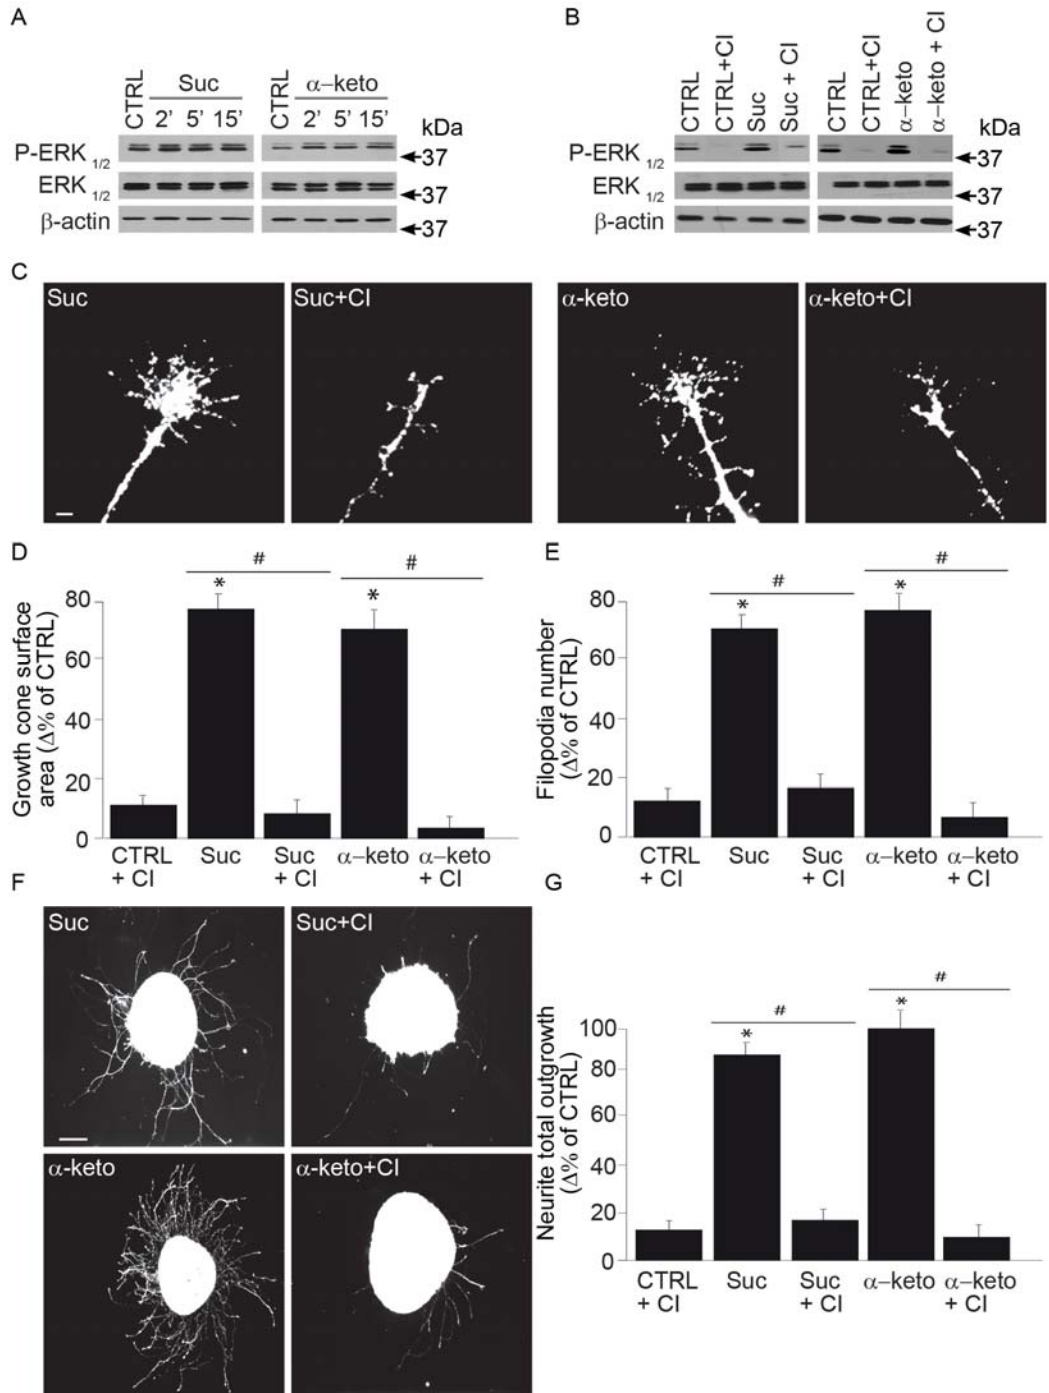 A
CTRL
Suc
2' 5' 15'
CTRL
α–keto
2' 5' 15'
kDa
P-ERK 1/2
37
ERK 1/2
37
β-actin
37
B
CTRL
CTRL+CI
Suc
Suc + CI
CTRL
CTRL+CI
α–keto
α–keto + CI
kDa
P-ERK 1/2
37
ERK 1/2
37
β-actin
37
C
Suc
Suc+CI
α-keto
α-keto+CI
D
Growth cone surface
area (Δ% of CTRL)
80
60
40
20
0
*
#
*
#
CTRL
+ CI
Suc
Suc
+ CI
α–keto
α–keto
+ CI
E
Filopodia number
(Δ% of CTRL)
80
60
40
20
0
*
#
*
#
CTRL
+ CI
Suc
Suc
+ CI
α–keto
α–keto
+ CI
F
Suc
Suc+CI
α-keto
α-keto+CI
G
Neurite total outgrowth
(Δ% of CTRL)
100
80
60
40
20
0
*
#
*
#
CTRL
+ CI
Suc
Suc
+ CI
α–keto
α–keto
+ CI